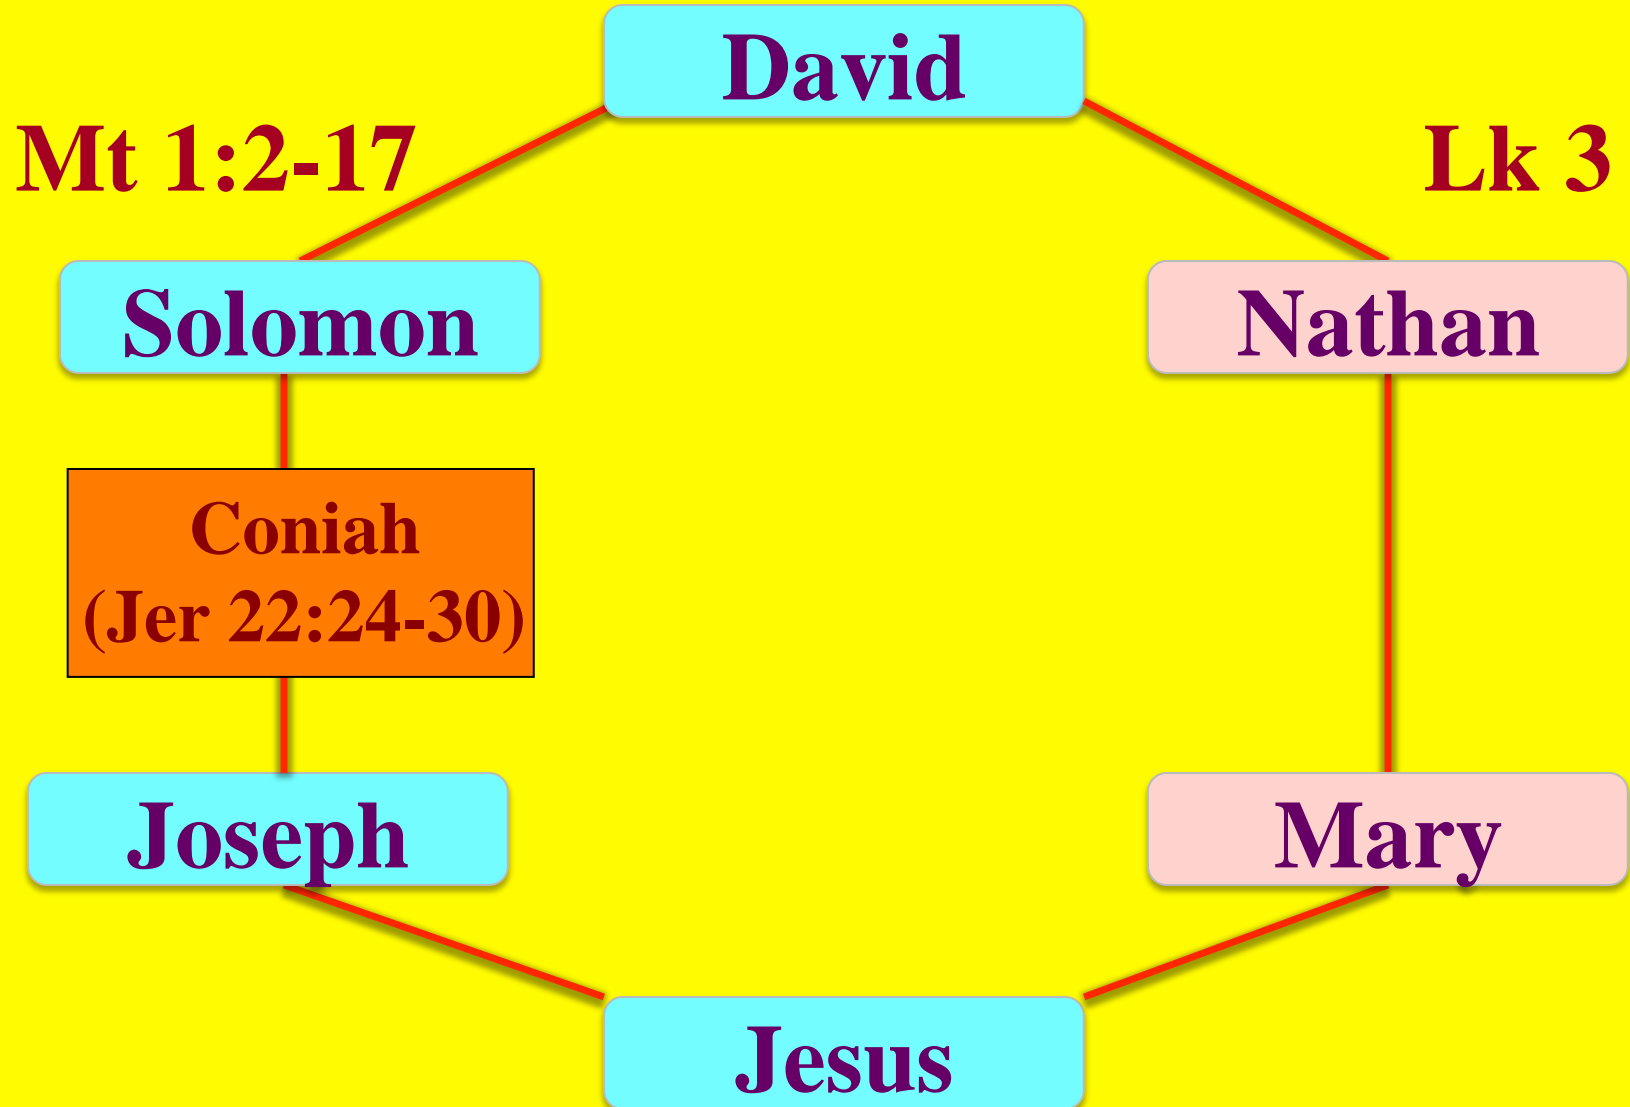 David
Mt 1:2-17
Lk 3
Solomon
Nathan
Coniah
(Jer 22:24-30)
Joseph
Mary
Jesus